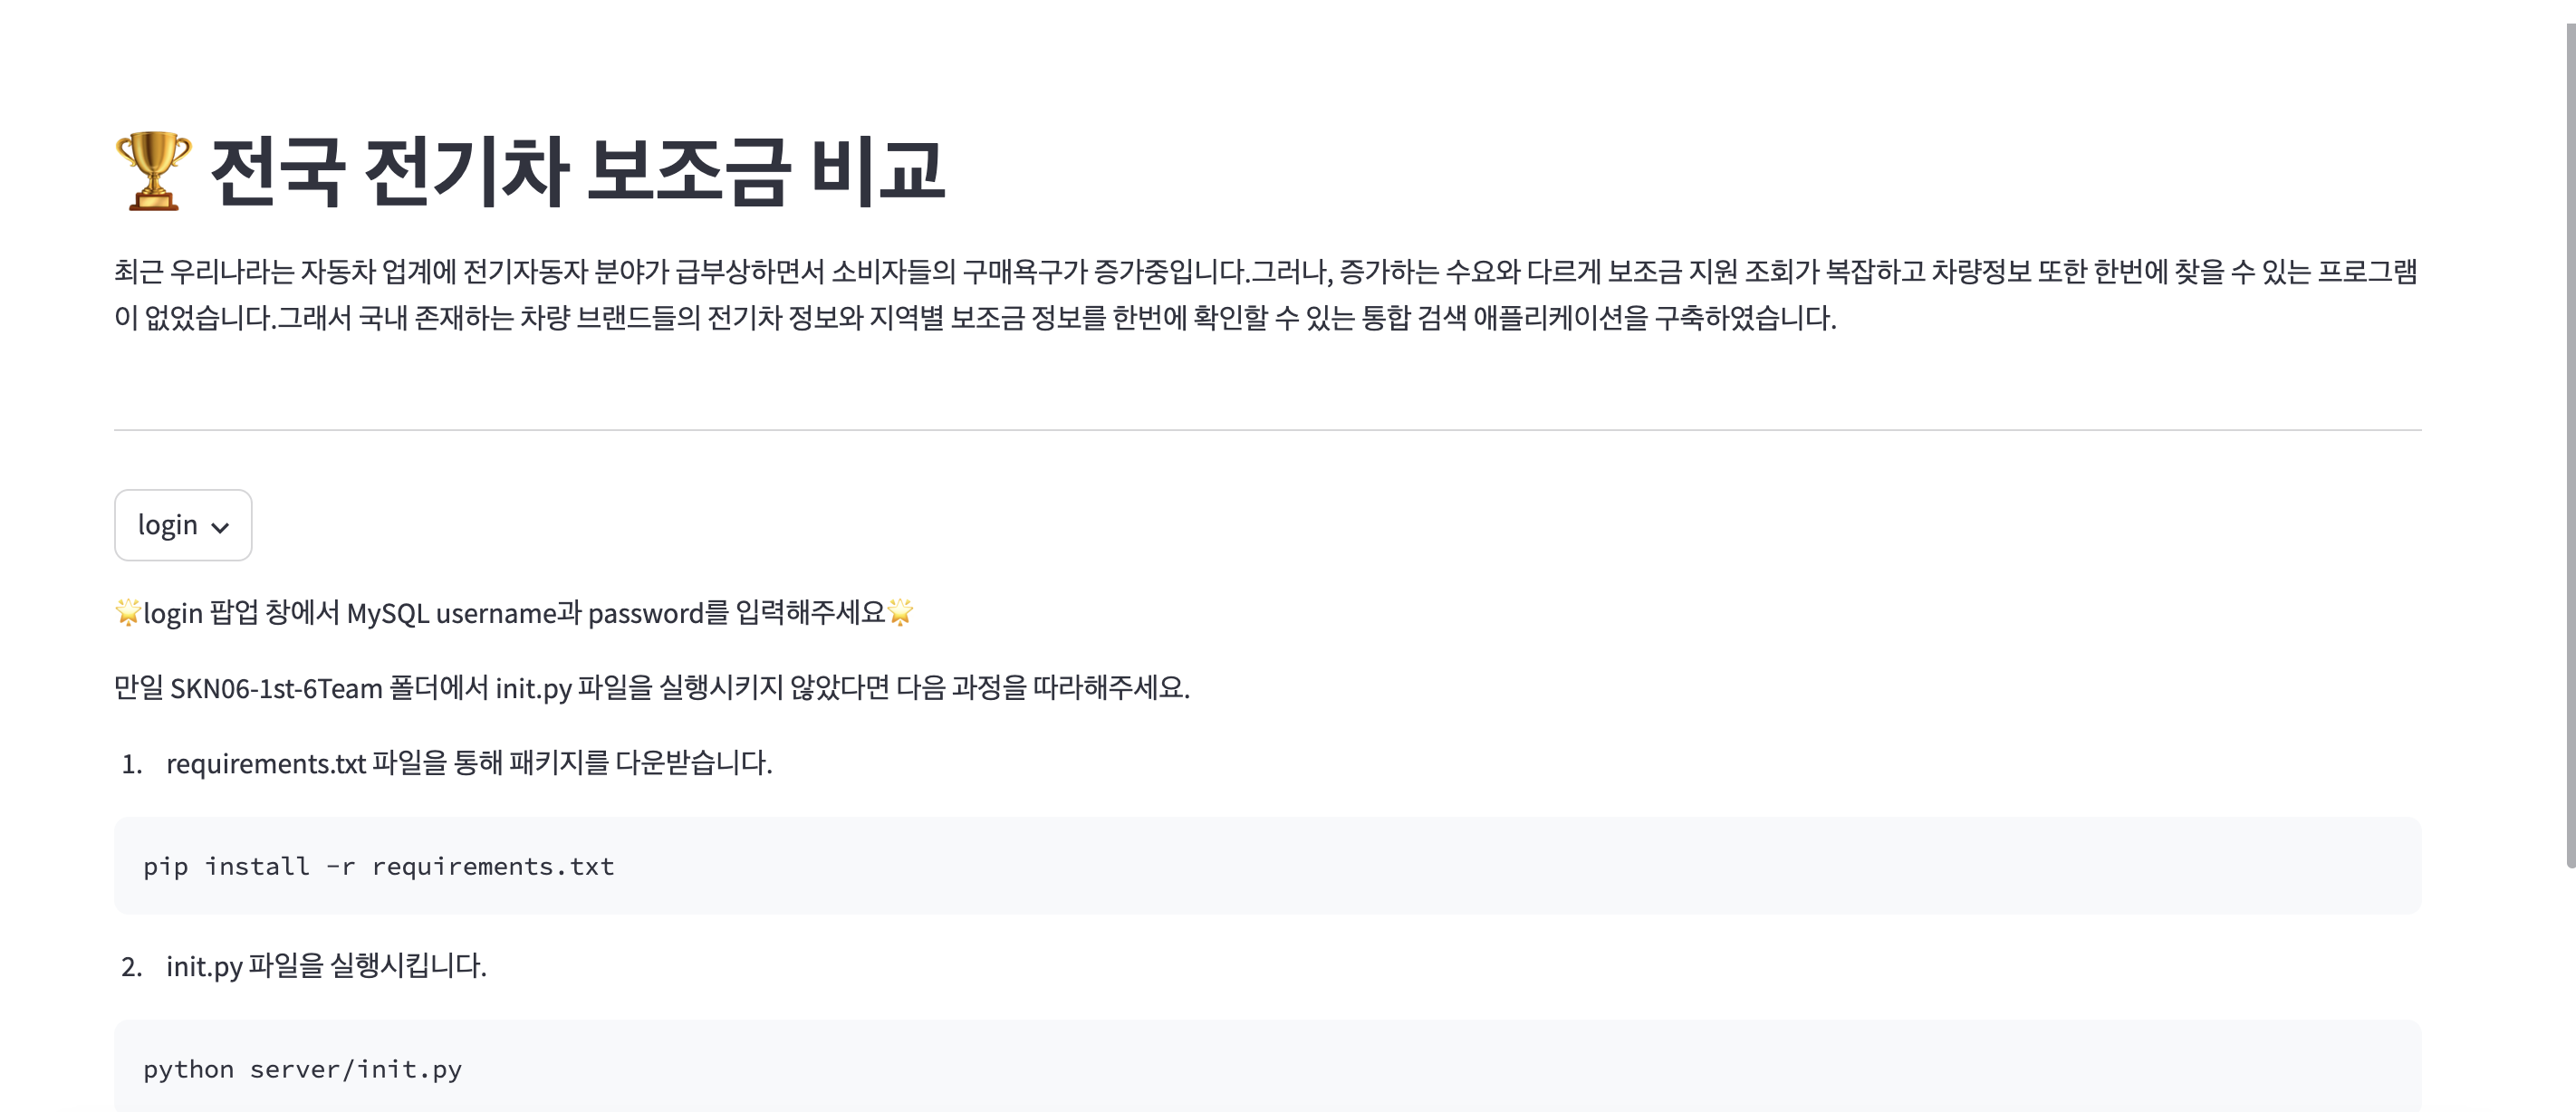 🏆 전국 전기차 보조금 비교
최근 우리나라는 자동차 업계에 전기자동자 분야가 급부상하면서 소비자들의 구매욕구가 증가중입니다.그러나, 증가하는 수요와 다르게 보조금 지원 조회가 복잡하고 차량정보 또한 한번에 찾을 수 있는 프로그램
이 없었습니다.그래서 국내 존재하는 차량 브랜드들의 전기차 정보와 지역별 보조금 정보를 한번에 확인할 수 있는 통합 검색 애플리케이션을 구축하였습니다.
login
🌟login 팝업 창에서 MySQL username과 password를 입력해주세요🌟
만일 SKN06-1st-6Team 폴더에서 init.py 파일을 실행시키지 않았다면 다음 과정을 따라해주세요.
1. requirements.txt 파일을 통해 패키지를 다운받습니다.
pip install -r requirements.txt
2. init.py 파일을 실행시킵니다.
python server/init.py